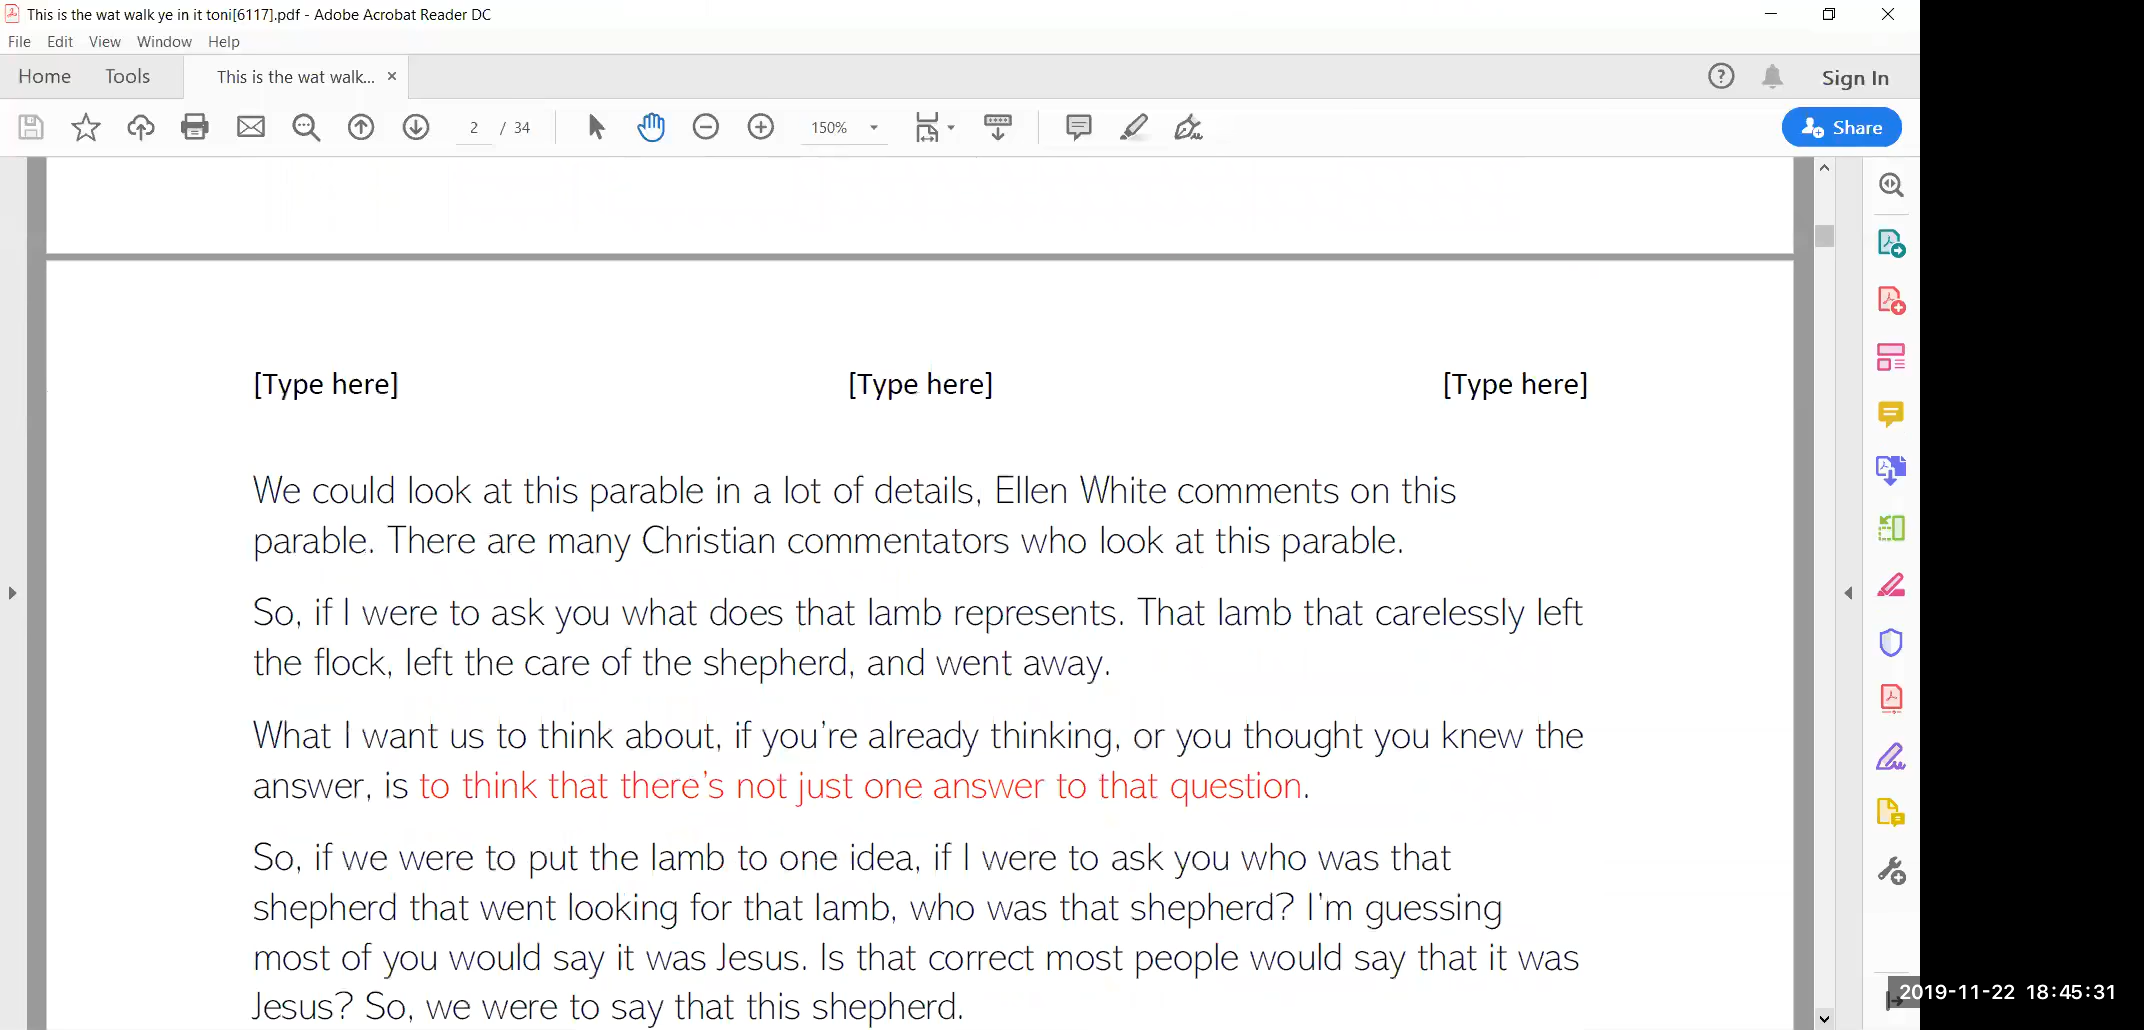 This is the wat walk ye in it toni[6117].pdf - Adobe Acrobat Reader DC
File Edit View Window Help
Home Tools This is the wat walk... × Sign In
2 / 34 150% Share
[Type here] [Type here] [Type here]
We could look at this parable in a lot of details, Ellen White comments on this
parable. There are many Christian commentators who look at this parable.
So, if I were to ask you what does that lamb represents. That lamb that carelessly left
the flock, left the care of the shepherd, and went away.
What I want us to think about, if you're already thinking, or you thought you knew the
answer, is to think that there's not just one answer to that question.
So, if we were to put the lamb to one idea, if I were to ask you who was that
shepherd that went looking for that lamb, who was that shepherd? I'm guessing
most of you would say it was Jesus. Is that correct most people would say that it was
Jesus? So, we were to say that this shepherd.
2019-11-22 18:45:31